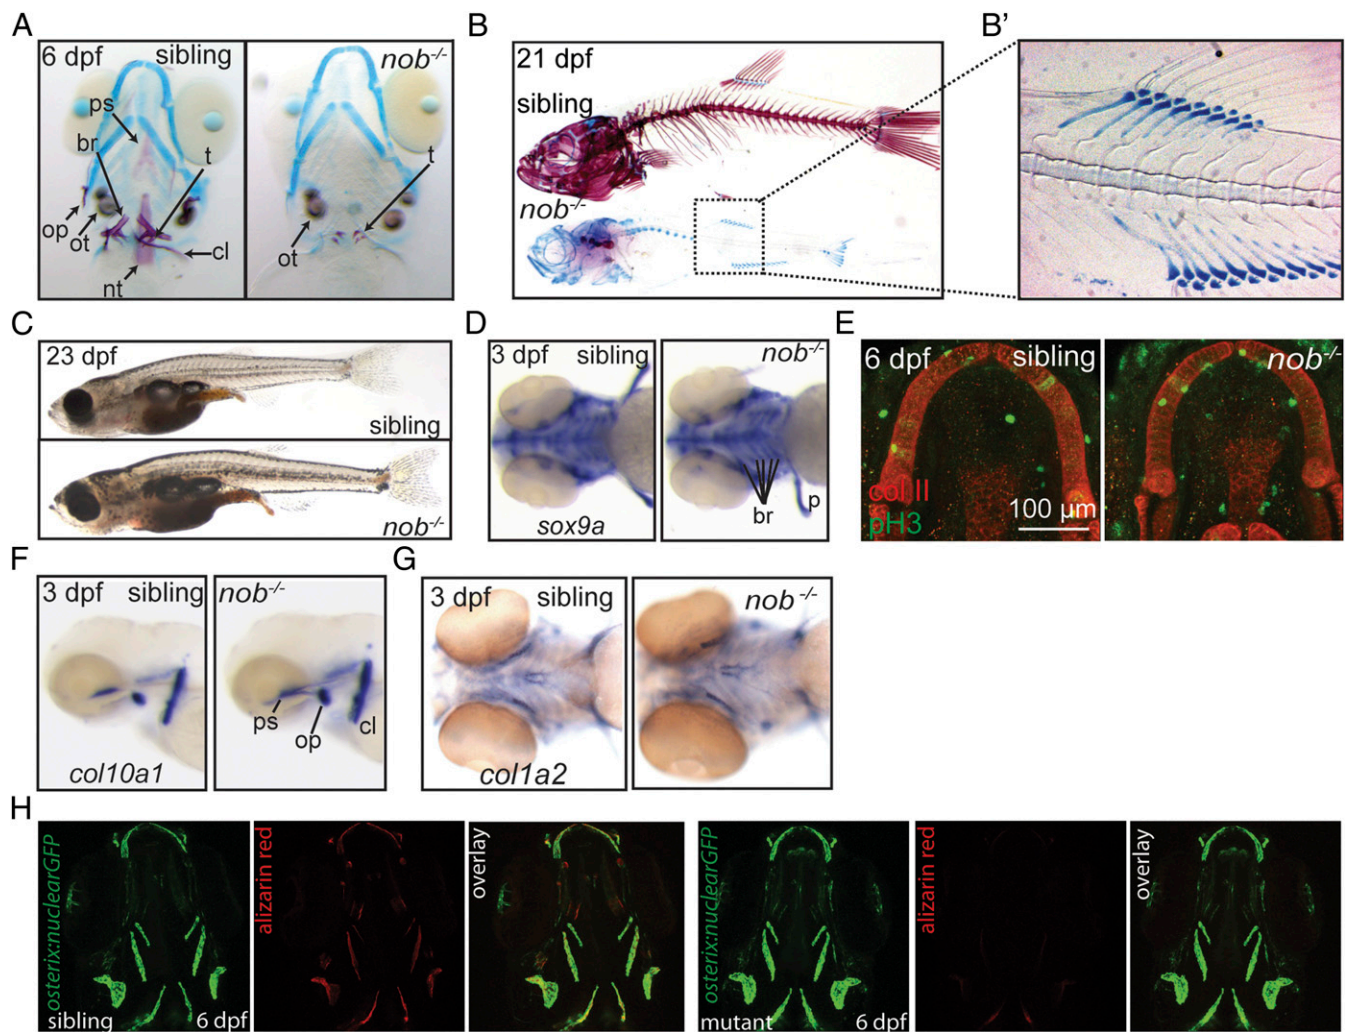 A
6 dpf
sibling
nob-/-
ps
br
t
t
op
ot
cl
ot
nt
B
21 dpf
sibling
nob-/-
B'
C
23 dpf
sibling
nob-/-
D
3 dpf
sibling
nob-/-
sox9a
br
p
E
6 dpf
sibling
nob-/-
col II
pH3
100 µm
F
3 dpf
sibling
nob-/-
col10a1
ps
op
cl
G
3 dpf
sibling
nob -/-
col1a2
H
osterix:nuclearGFP
sibling
6 dpf
alizarin red
overlay
osterix:nuclearGFP
mutant
6 dpf
alizarin red
overlay